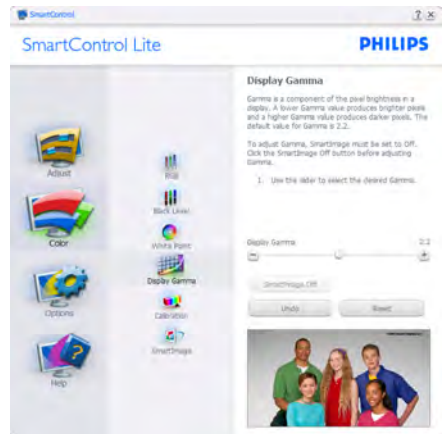 SmartControl
? ×
SmartControl Lite
PHILIPS
Display Gamma
Gamma is a component of the pixel brightness in a
display. A lower Gamma value produces brighter pixels
and a higher Gamma value produces darker pixels. The
default value for Gamma is 2.2.
To adjust Gamma, SmartImage must be set to Off.
Click the SmartImage Off button before adjusting
Gamma.
1. Use the slider to select the desired Gamma.
Adjust
RGB
Black Level
Color
White Point
Display Gamma
Display Gamma 2.2
SmartImage Off
Options
Calibration
Undo
Reset
SmartImage
Help